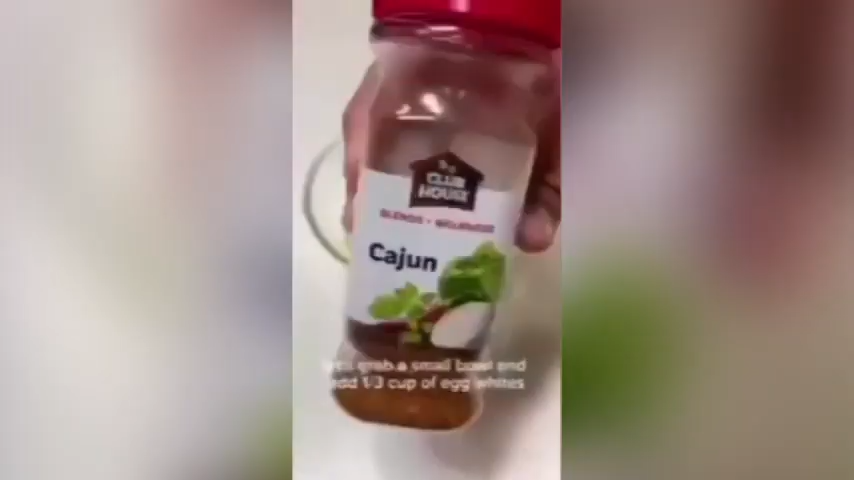 CLUB
HOUSE
BLENDS • MÉLANGES
Cajun
grab a small bowl and
add 1/3 cup of egg whites